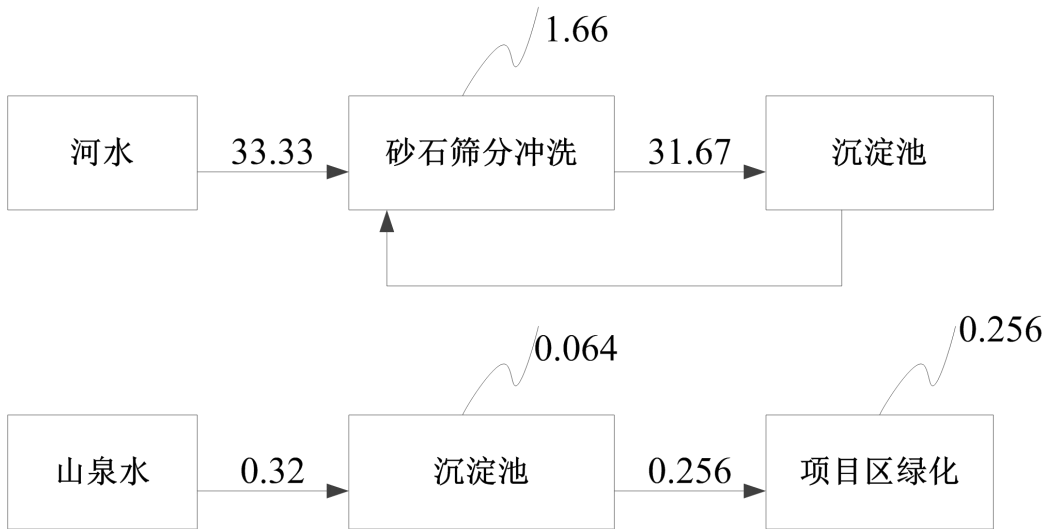 1.66
河水
33.33
砂石筛分冲洗
31.67
沉淀池
0.064
0.256
山泉水
0.32
沉淀池
0.256
项目区绿化